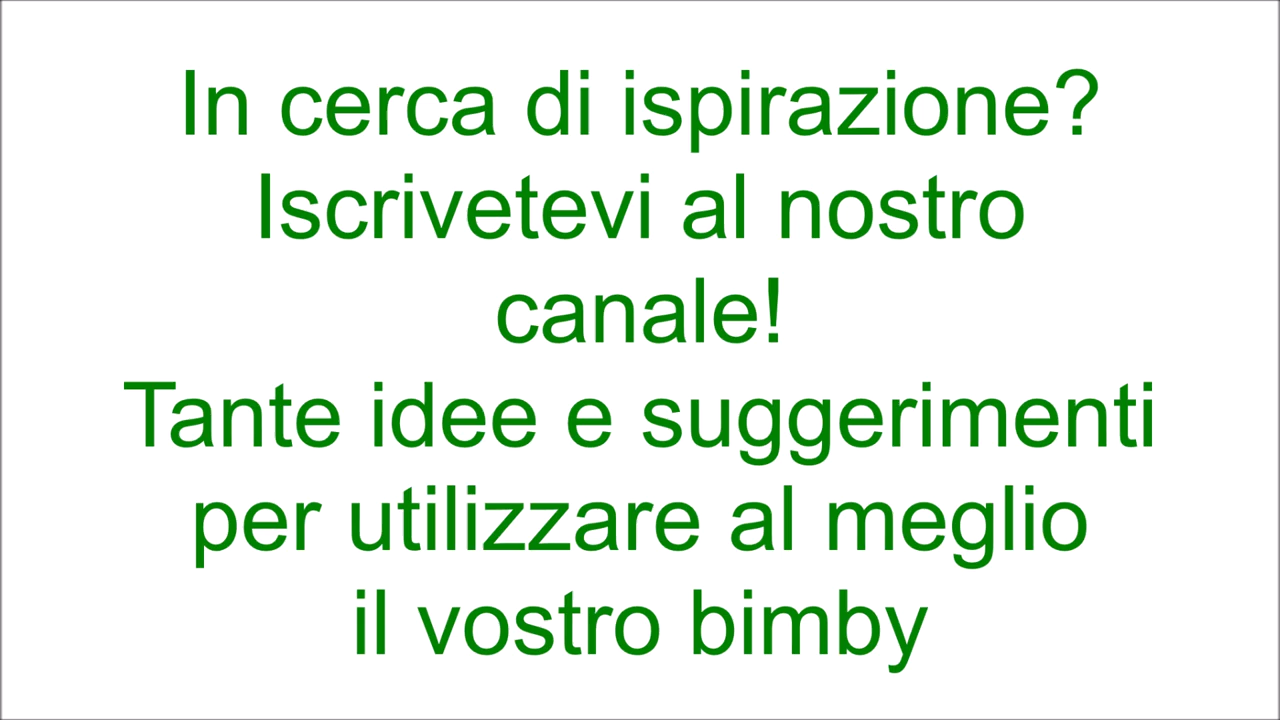 In cerca di ispirazione?
Iscrivetevi al nostro
canale!
Tante idee e suggerimenti
per utilizzare al meglio
il vostro bimby